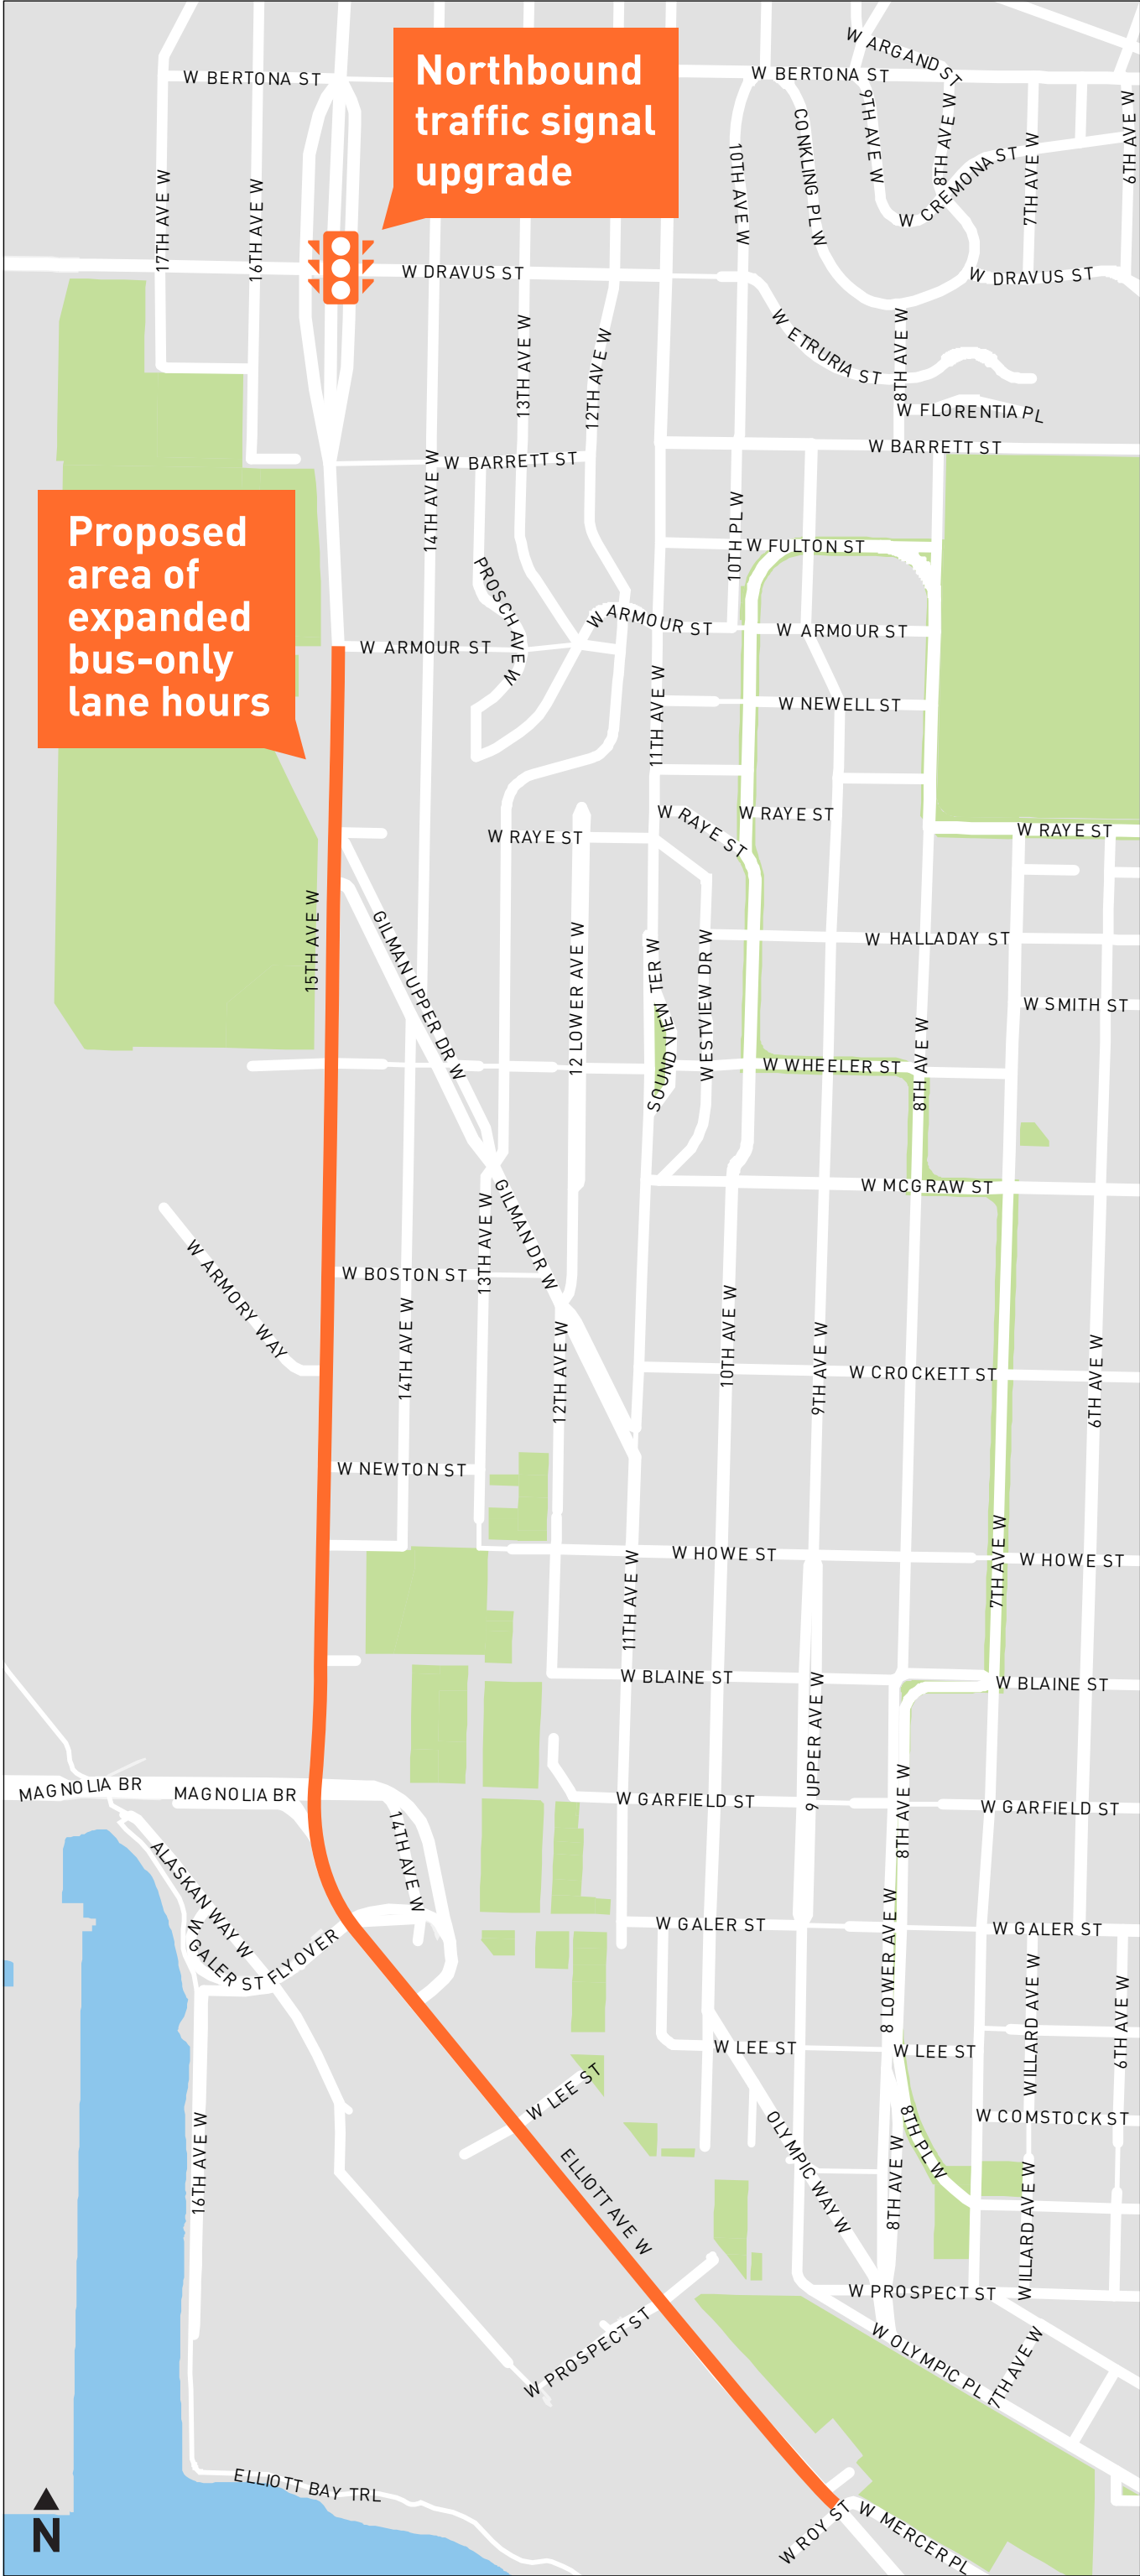 W ARGAND ST
W BERTONA ST
Northbound
traffic signal
upgrade
W BERTONA ST
9TH AVE W
8TH AVE W
6TH AVE W
CONKLING PL W
10TH AVE W
W CREMONA ST
7TH AVE W
17TH AVE W
16TH AVE W
W DRAVUS ST
W DRAVUS ST
W ETRURIA ST
8TH AVE W
13TH AVE W
12TH AVE W
W FLORENTIA PL
W BARRETT ST
W BARRETT ST
14TH AVE W
10TH PL W
Proposed
area of
expanded
bus-only
lane hours
W FULTON ST
PROSCH AVE W
W ARMOUR ST
W ARMOUR ST
W ARMOUR ST
11TH AVE W
W NEWELL ST
W RAYE ST
W RAYE ST
W RAYE ST
W RAYE ST
15TH AVE W
GILMAN UPPER DR W
12 LOWER AVE W
SOUND VIEW TER W
WESTVIEW DR W
W HALLADAY ST
W SMITH ST
W WHEELER ST
8TH AVE W
W MCGRAW ST
GILMAN DR W
13TH AVE W
W ARMORY WAY
W BOSTON ST
14TH AVE W
12TH AVE W
10TH AVE W
9TH AVE W
W CROCKETT ST
6TH AVE W
W NEWTON ST
7TH AVE W
W HOWE ST
W HOWE ST
11TH AVE W
W BLAINE ST
W BLAINE ST
9 UPPER AVE W
MAGNOLIA BR
MAGNOLIA BR
W GARFIELD ST
W GARFIELD ST
14TH AVE W
8TH AVE W
ALASKAN WAY W
W GALER ST FLYOVER
W GALER ST
W GALER ST
8 LOWER AVE W
WILLARD AVE W
6TH AVE W
W LEE ST
W LEE ST
W LEE ST
16TH AVE W
ELLIOTT AVE W
OLYMPIC WAY W
8TH PL W
8TH AVE W
W COMSTOCK ST
WILLARD AVE W
W PROSPECT ST
W PROSPECT ST
W OLYMPIC PL
7TH AVE W
ELLIOTT BAY TRL
W ROY ST
W MERCER PL
N